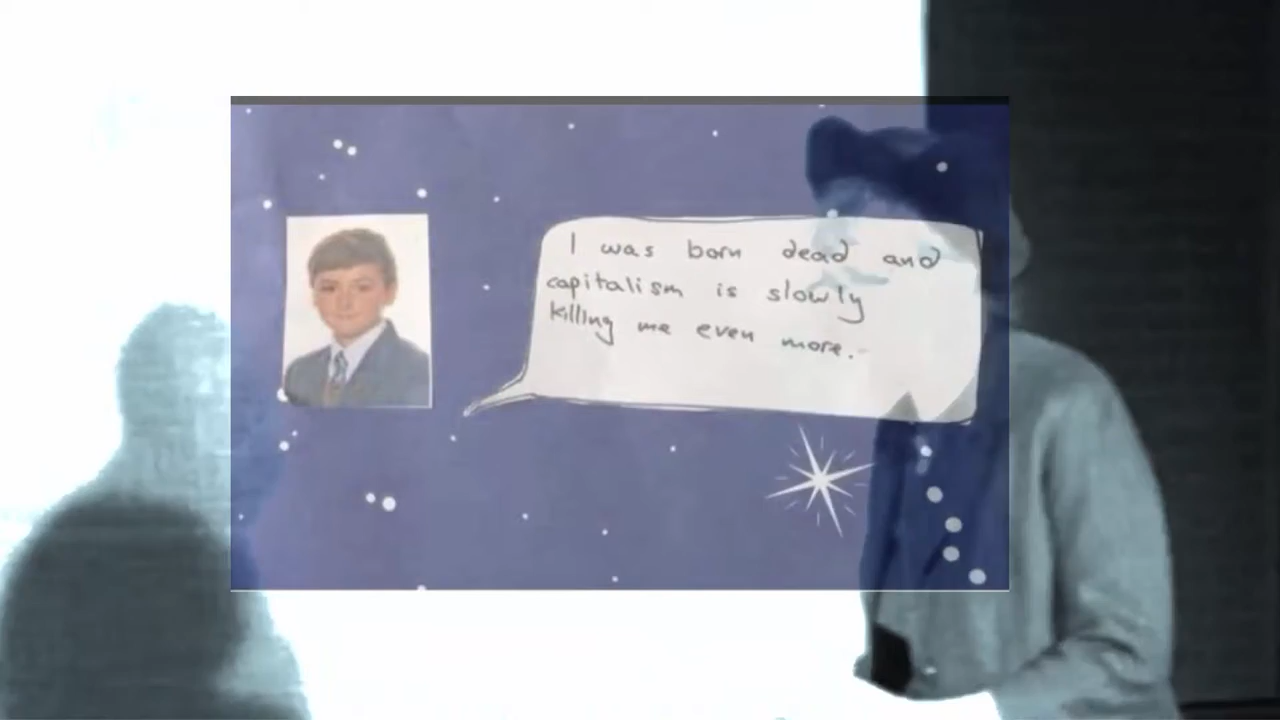 I was born dead and
capitalism is slowly
killing me even more.